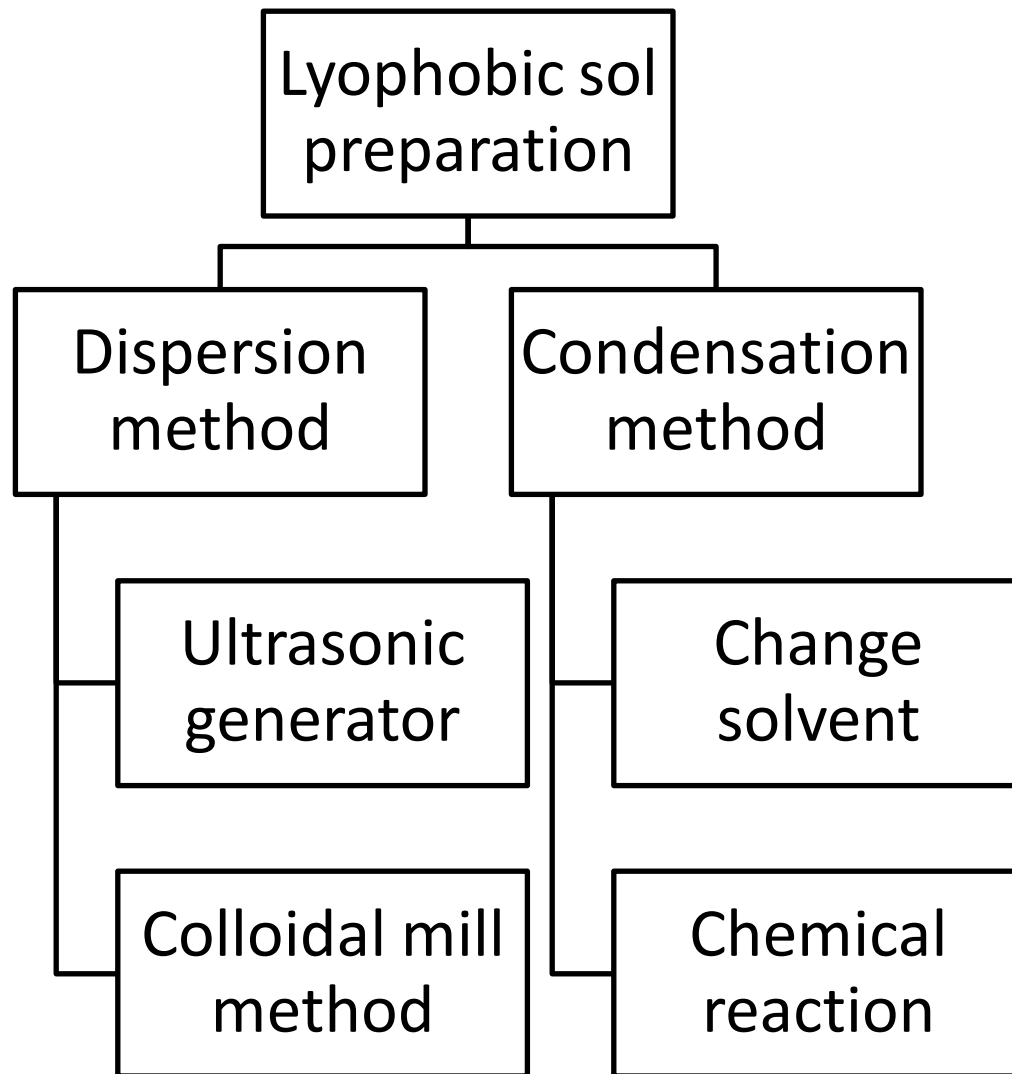 Lyophobic sol
preparation
Dispersion
method
Condensation
method
Ultrasonic
generator
Change
solvent
Colloidal mill
method
Chemical
reaction